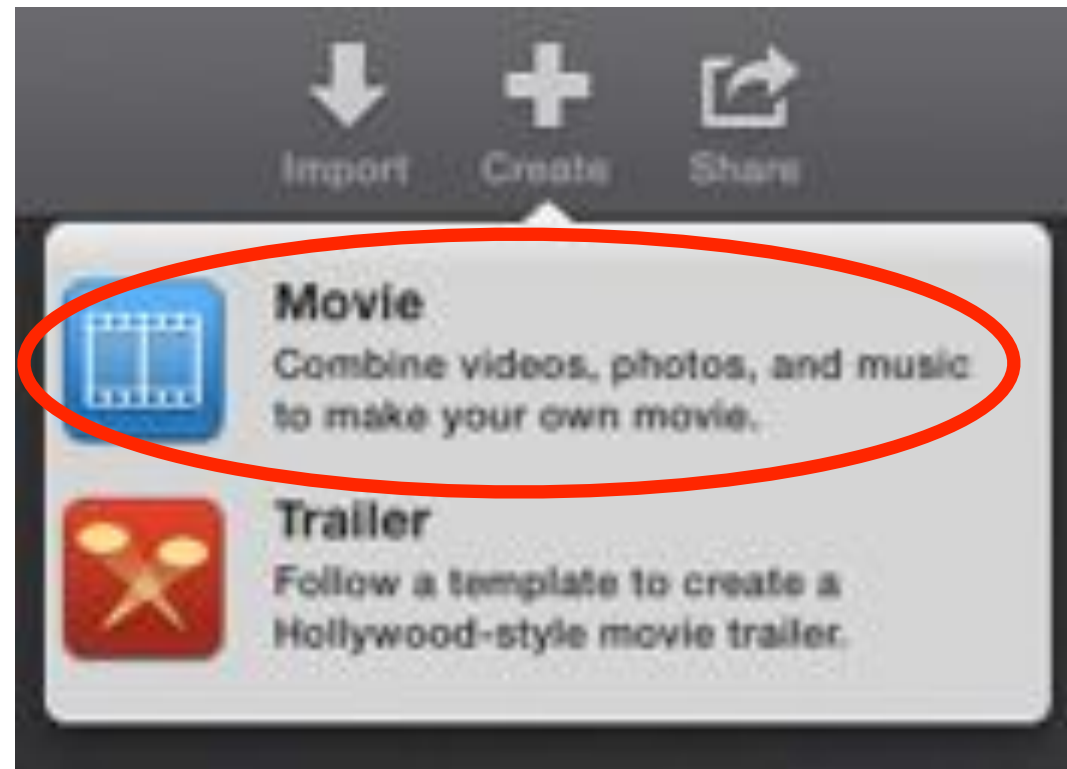 Import Create Share
Movie
Combine videos, photos, and music
to make your own movie.
Trailer
Follow a template to create a
Hollywood-style movie trailer.